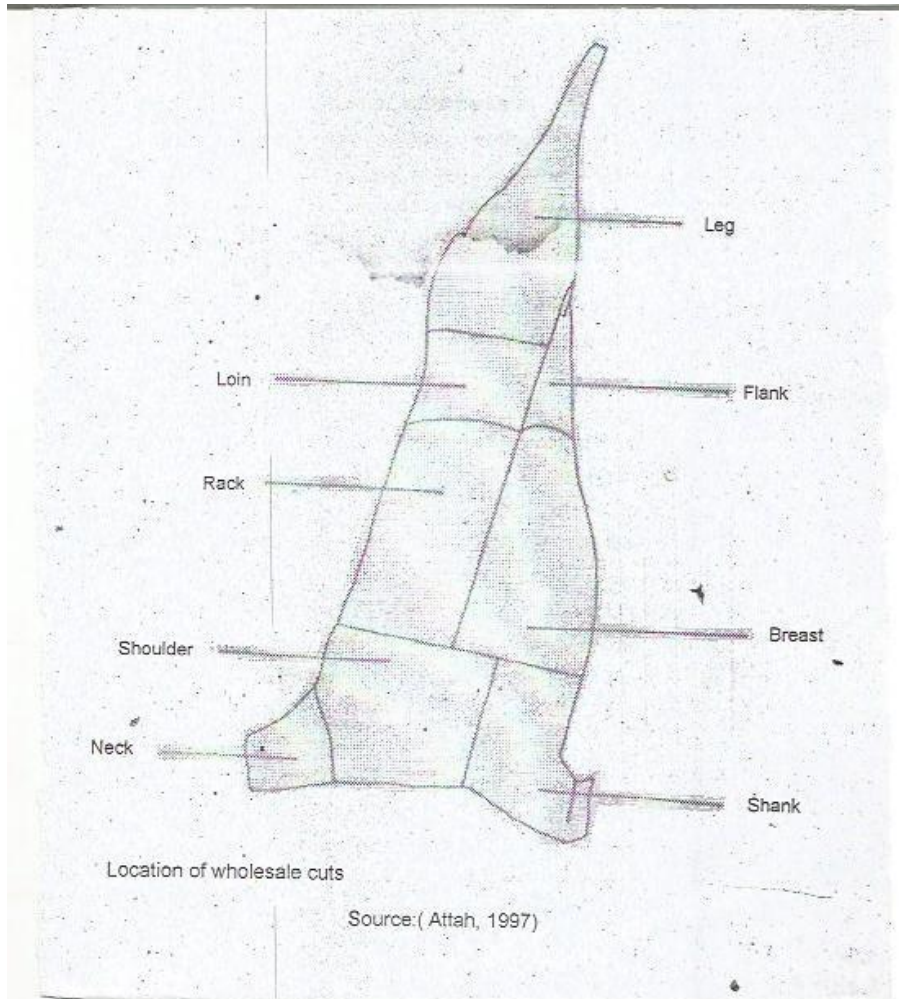 Leg
Loin
Flank
Rack
Breast
Shoulder
Neck
Shank
Location of wholesale cuts
Source:( Attah, 1997)